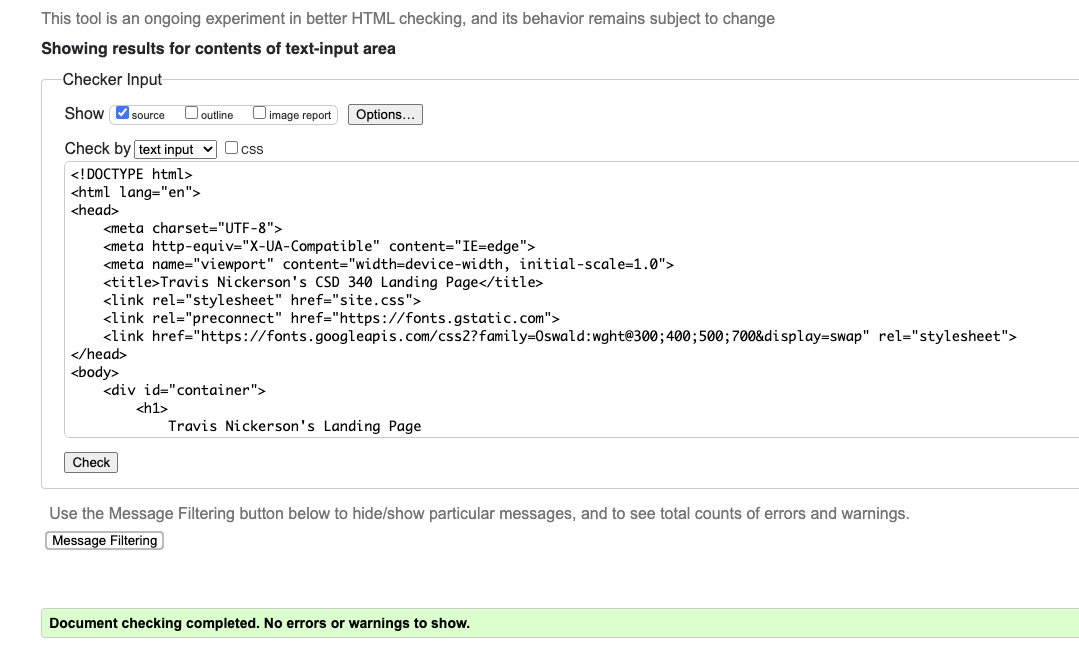 This tool is an ongoing experiment in better HTML checking, and its behavior remains subject to change
Showing results for contents of text-input area
Checker Input
Show source outline image report Options...
Check by text input css
<!DOCTYPE html>
<html lang="en">
<head>
    <meta charset="UTF-8">
    <meta http-equiv="X-UA-Compatible" content="IE=edge">
    <meta name="viewport" content="width=device-width, initial-scale=1.0">
    <title>Travis Nickerson's CSD 340 Landing Page</title>
    <link rel="stylesheet" href="site.css">
    <link rel="preconnect" href="https://fonts.gstatic.com">
    <link href="https://fonts.googleapis.com/css2?family=Oswald:wght@300;400;500;700&display=swap" rel="stylesheet">
</head>
<body>
    <div id="container">
        <h1>
            Travis Nickerson's Landing Page
Check
Use the Message Filtering button below to hide/show particular messages, and to see total counts of errors and warnings.
Message Filtering
Document checking completed. No errors or warnings to show.